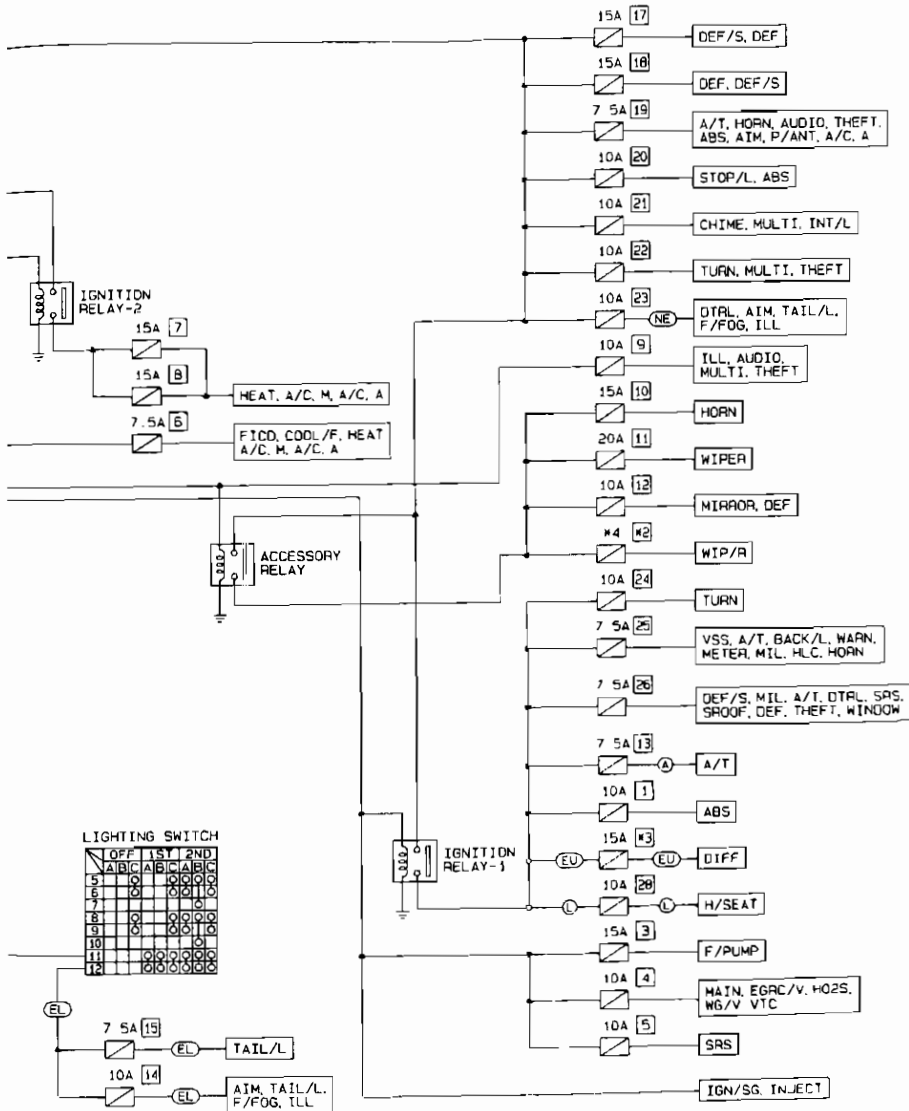 15A 17
DEF/S, DEF
15A 18
DEF, DEF/S
7 5A 19
A/T, HORN, AUDIO, THEFT,
ABS, AIM, P/ANT, A/C, A
10A 20
STOP/L, ABS
10A 21
CHIME, MULTI, INT/L
10A 22
TURN, MULTI, THEFT
10A 23
NE
DTRL, AIM, TAIL/L,
F/FOG, ILL
10A 9
ILL, AUDIO,
MULTI, THEFT
15A 10
HORN
20A 11
WIPER
10A 12
MIRROR, DEF
*4 *2
WIP/R
10A 24
TURN
7 5A 25
VSS, A/T, BACK/L, WARN,
METER, MIL, HLC, HORN
7 5A 26
DEF/S, MIL, A/T, DTRL, SRS,
SROOF, DEF, THEFT, WINDOW
7 5A 13
A
A/T
10A 1
ABS
15A *3
EU EU
DIFF
10A 28
L L
H/SEAT
15A 3
F/PUMP
10A 4
MAIN, EGRC/V, HO2S,
WG/V VTC
10A 5
SRS
IGN/SG, INJECT
IGNITION
RELAY-2
15A 7
15A 8
HEAT, A/C, M, A/C, A
7.5A 6
FICD, COOL/F, HEAT
A/C, M, A/C, A
ACCESSORY
RELAY
IGNITION
RELAY-1
LIGHTING SWITCH
OFF 1ST 2ND
A B C A B C A B C
5
6
7
8
9
10
11
12
EL
7 5A 15
EL
TAIL/L
10A 14
EL
AIM, TAIL/L,
F/FOG, ILL